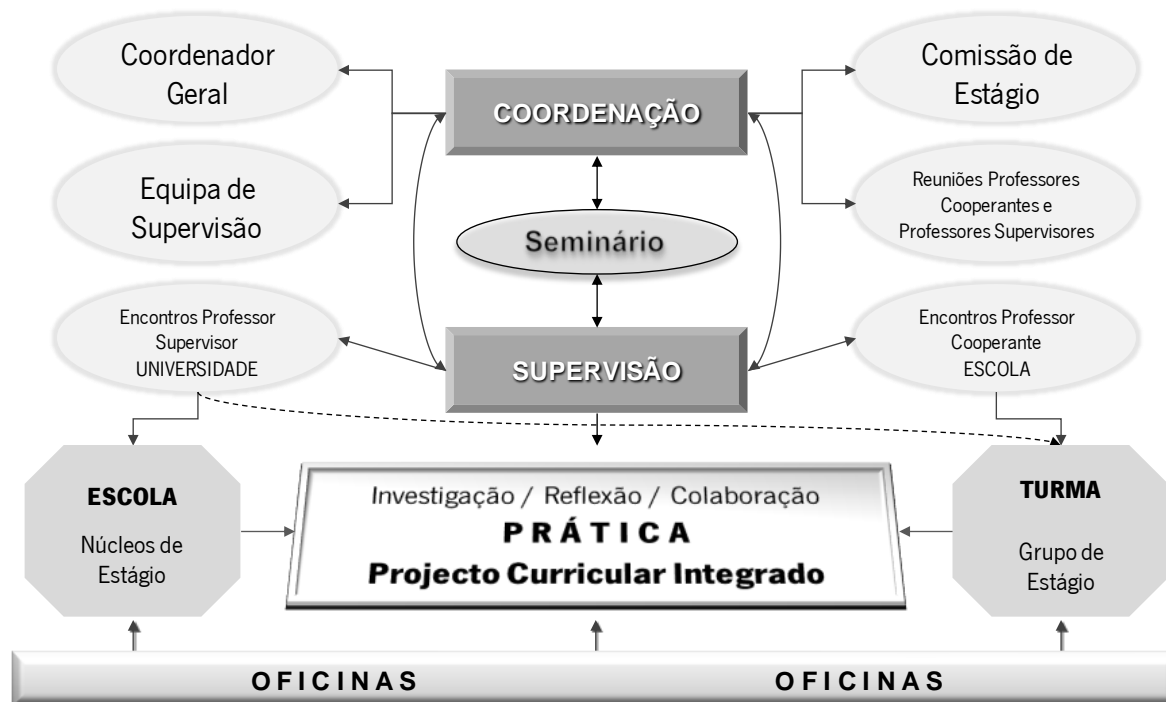 Coordenador
Geral
COORDENAÇÃO
Comissão de
Estágio
Equipa de
Supervisão
Seminário
Reuniões Professores
Cooperantes e
Professores Supervisores
Encontros Professor
Supervisor
UNIVERSIDADE
SUPERVISÃO
Encontros Professor
Cooperante
ESCOLA
ESCOLA
Núcleos de
Estágio
Investigação / Reflexão / Colaboração
PRÁTICA
Projecto Curricular Integrado
TURMA
Grupo de
Estágio
OFICINAS
OFICINAS